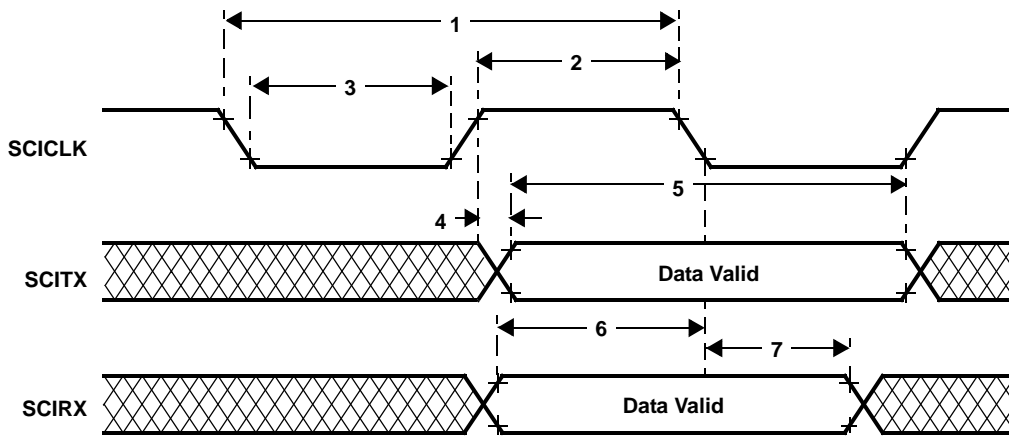 1
2
3
SCICLK
5
4
SCITX
Data Valid
6
7
SCIRX
Data Valid